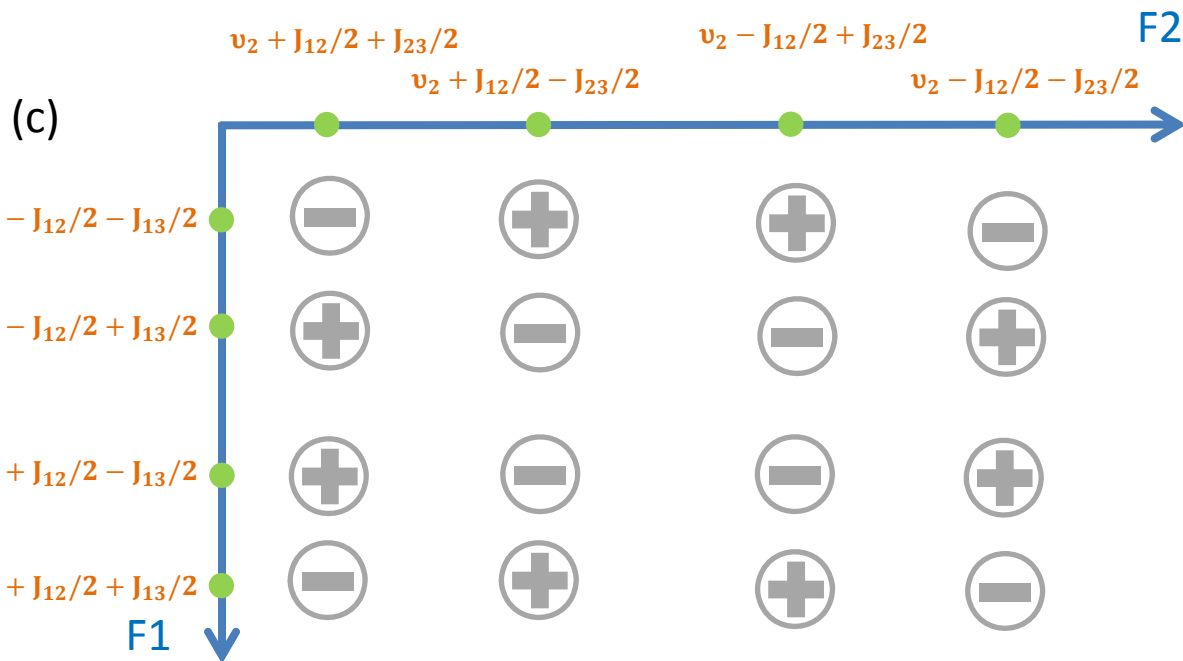 F2
υ₂ + J₁₂/2 + J₂₃/2
υ₂ − J₁₂/2 + J₂₃/2
υ₂ + J₁₂/2 − J₂₃/2
υ₂ − J₁₂/2 − J₂₃/2
(c)
− J₁₂/2 − J₁₃/2
− J₁₂/2 + J₁₃/2
+ J₁₂/2 − J₁₃/2
+ J₁₂/2 + J₁₃/2
F1